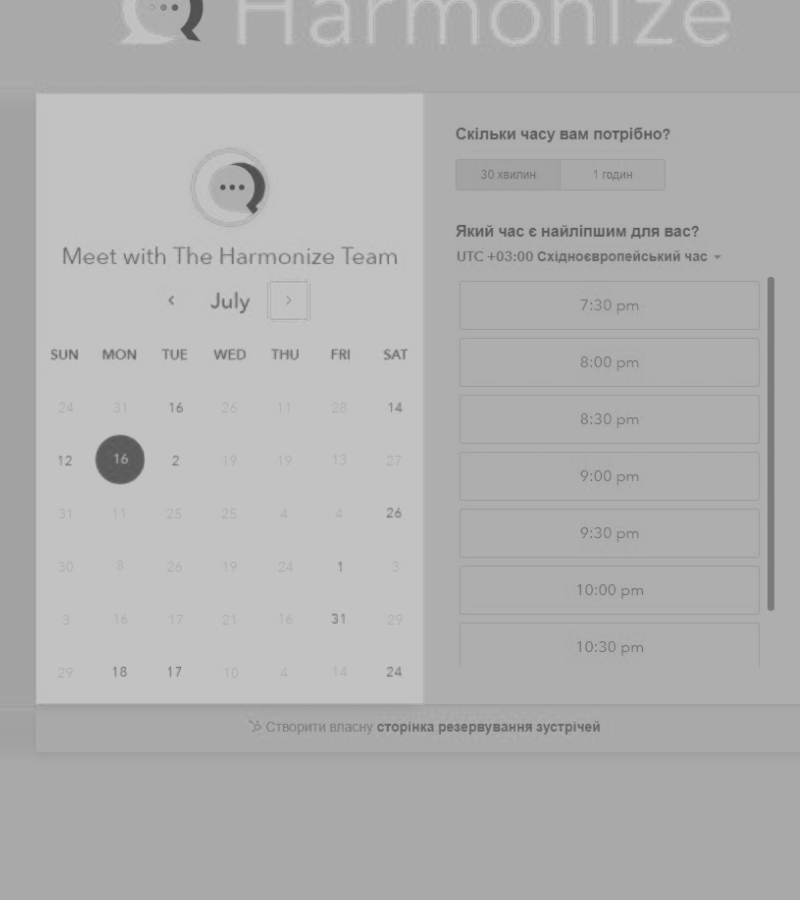 Harmonize
Meet with The Harmonize Team
July
SUN MON TUE WED THU FRI SAT
24 31 16 26 11 28 14
12 16 2 19 19 13 27
31 11 25 25 4 4 26
30 8 26 19 24 1 3
3 16 17 21 16 31 29
29 18 17 10 4 14 24
Скільки часу вам потрібно?
30 хвилин 1 годин
Який час є найліпшим для вас?
UTC +03:00 Східноєвропейський час
7:30 pm
8:00 pm
8:30 pm
9:00 pm
9:30 pm
10:00 pm
10:30 pm
Створити власну сторінка резервування зустрічей